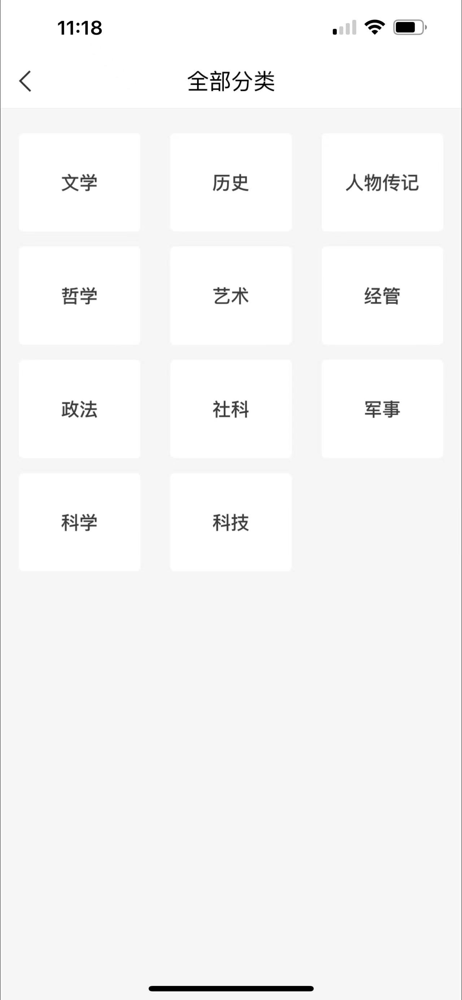 11:18
全部分类
文学 历史 人物传记
哲学 艺术 经管
政法 社科 军事
科学 科技